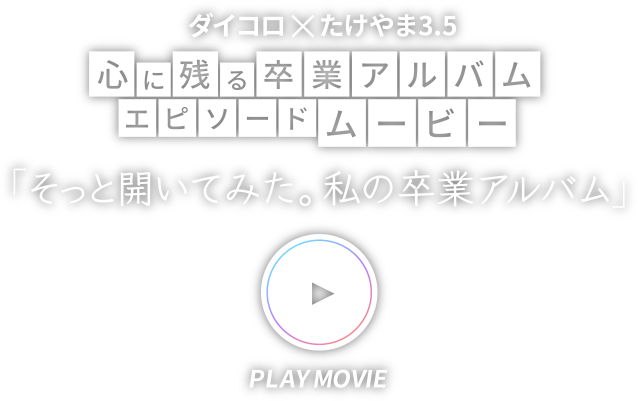 ダイコロ×たけやま3.5
心に残る卒業アルバム
エピソードムービー
「そっと開いてみた。私の卒業アルバム」
PLAY MOVIE